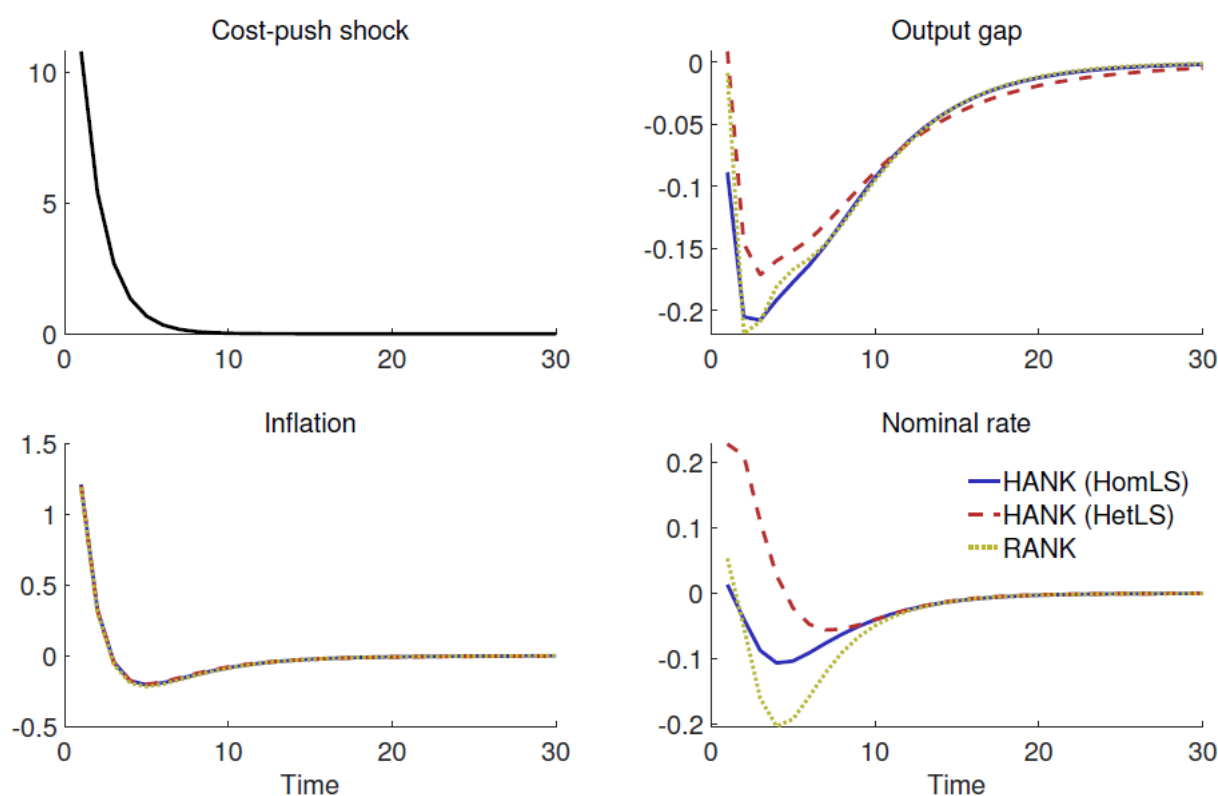 Cost-push shock
10
5
0
0 10 20 30
Output gap
0
-0.05
-0.1
-0.15
-0.2
0 10 20 30
Inflation
1.5
1
0.5
0
-0.5
0 10 20 30
Time
Nominal rate
0.2
0.1
0
-0.1
-0.2
HANK (HomLS)
HANK (HetLS)
RANK
0 10 20 30
Time